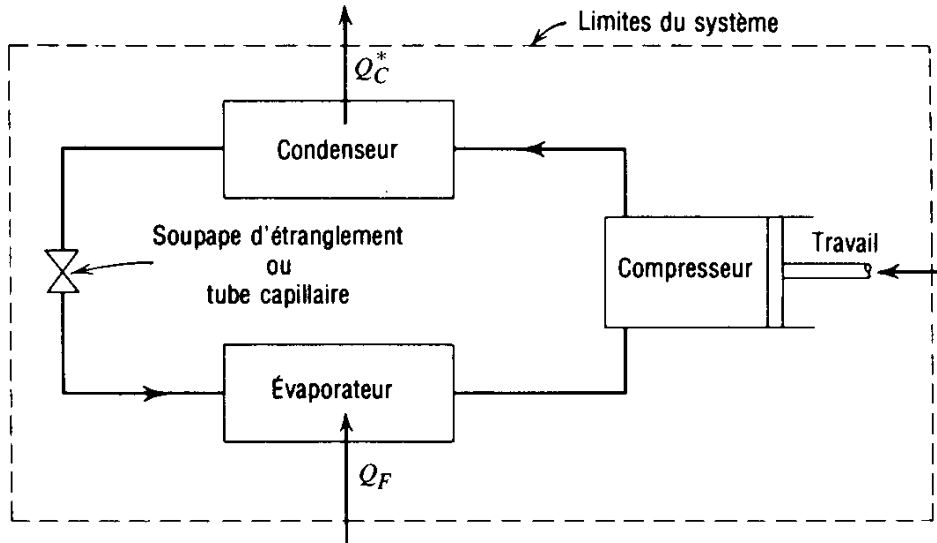 Limites du système
Q*C
Condenseur
Soupape d'étranglement
ou
tube capillaire
Travail
Compresseur
Évaporateur
QF